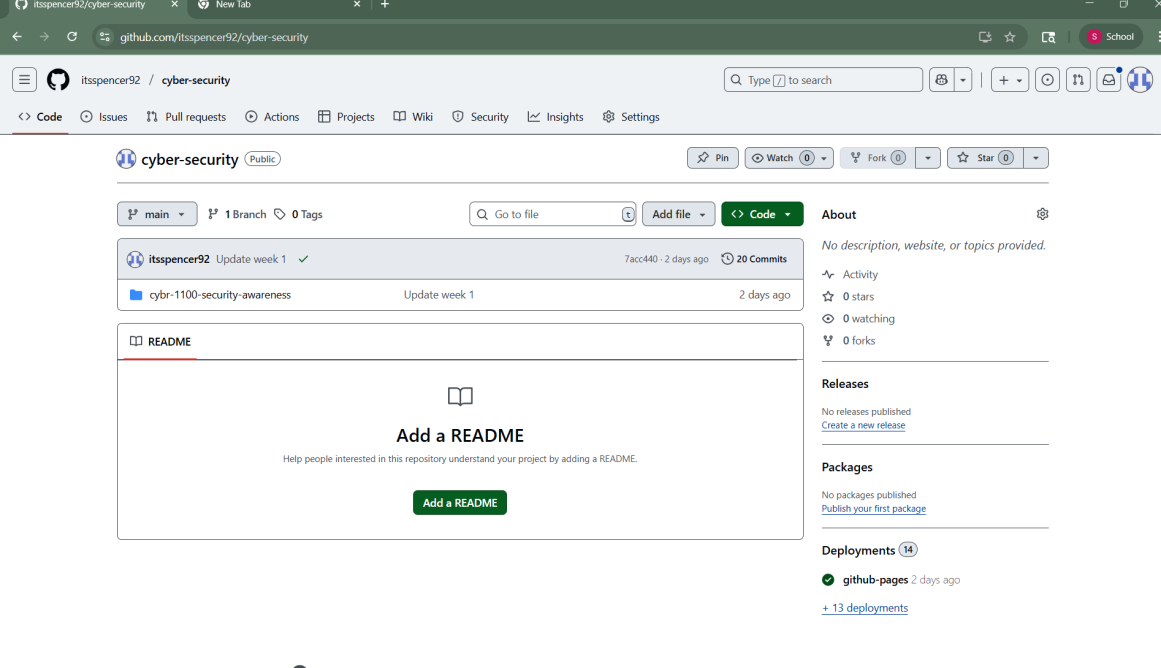 itsspencer92/cyber-security
New Tab
github.com/itsspencer92/cyber-security
S School
itsspencer92 / cyber-security
Type / to search
Code Issues Pull requests Actions Projects Wiki Security Insights Settings
cyber-security Public
Pin Watch 0 Fork 0 Star 0
main 1 Branch 0 Tags
Go to file t Add file Code
itsspencer92 Update week 1
7acc440 · 2 days ago 20 Commits
cybr-1100-security-awareness Update week 1 2 days ago
README
Add a README
Help people interested in this repository understand your project by adding a README.
Add a README
About
No description, website, or topics provided.
Activity
0 stars
0 watching
0 forks
Releases
No releases published
Create a new release
Packages
No packages published
Publish your first package
Deployments 14
github-pages 2 days ago
+ 13 deployments